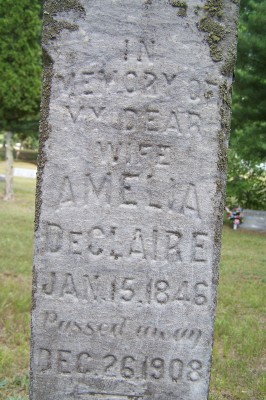 IN
MEMORY OF
MY DEAR
WIFE
AMELIA
DeCLAIRE
JAN. 15. 1846
Passed away
DEC. 26. 1908